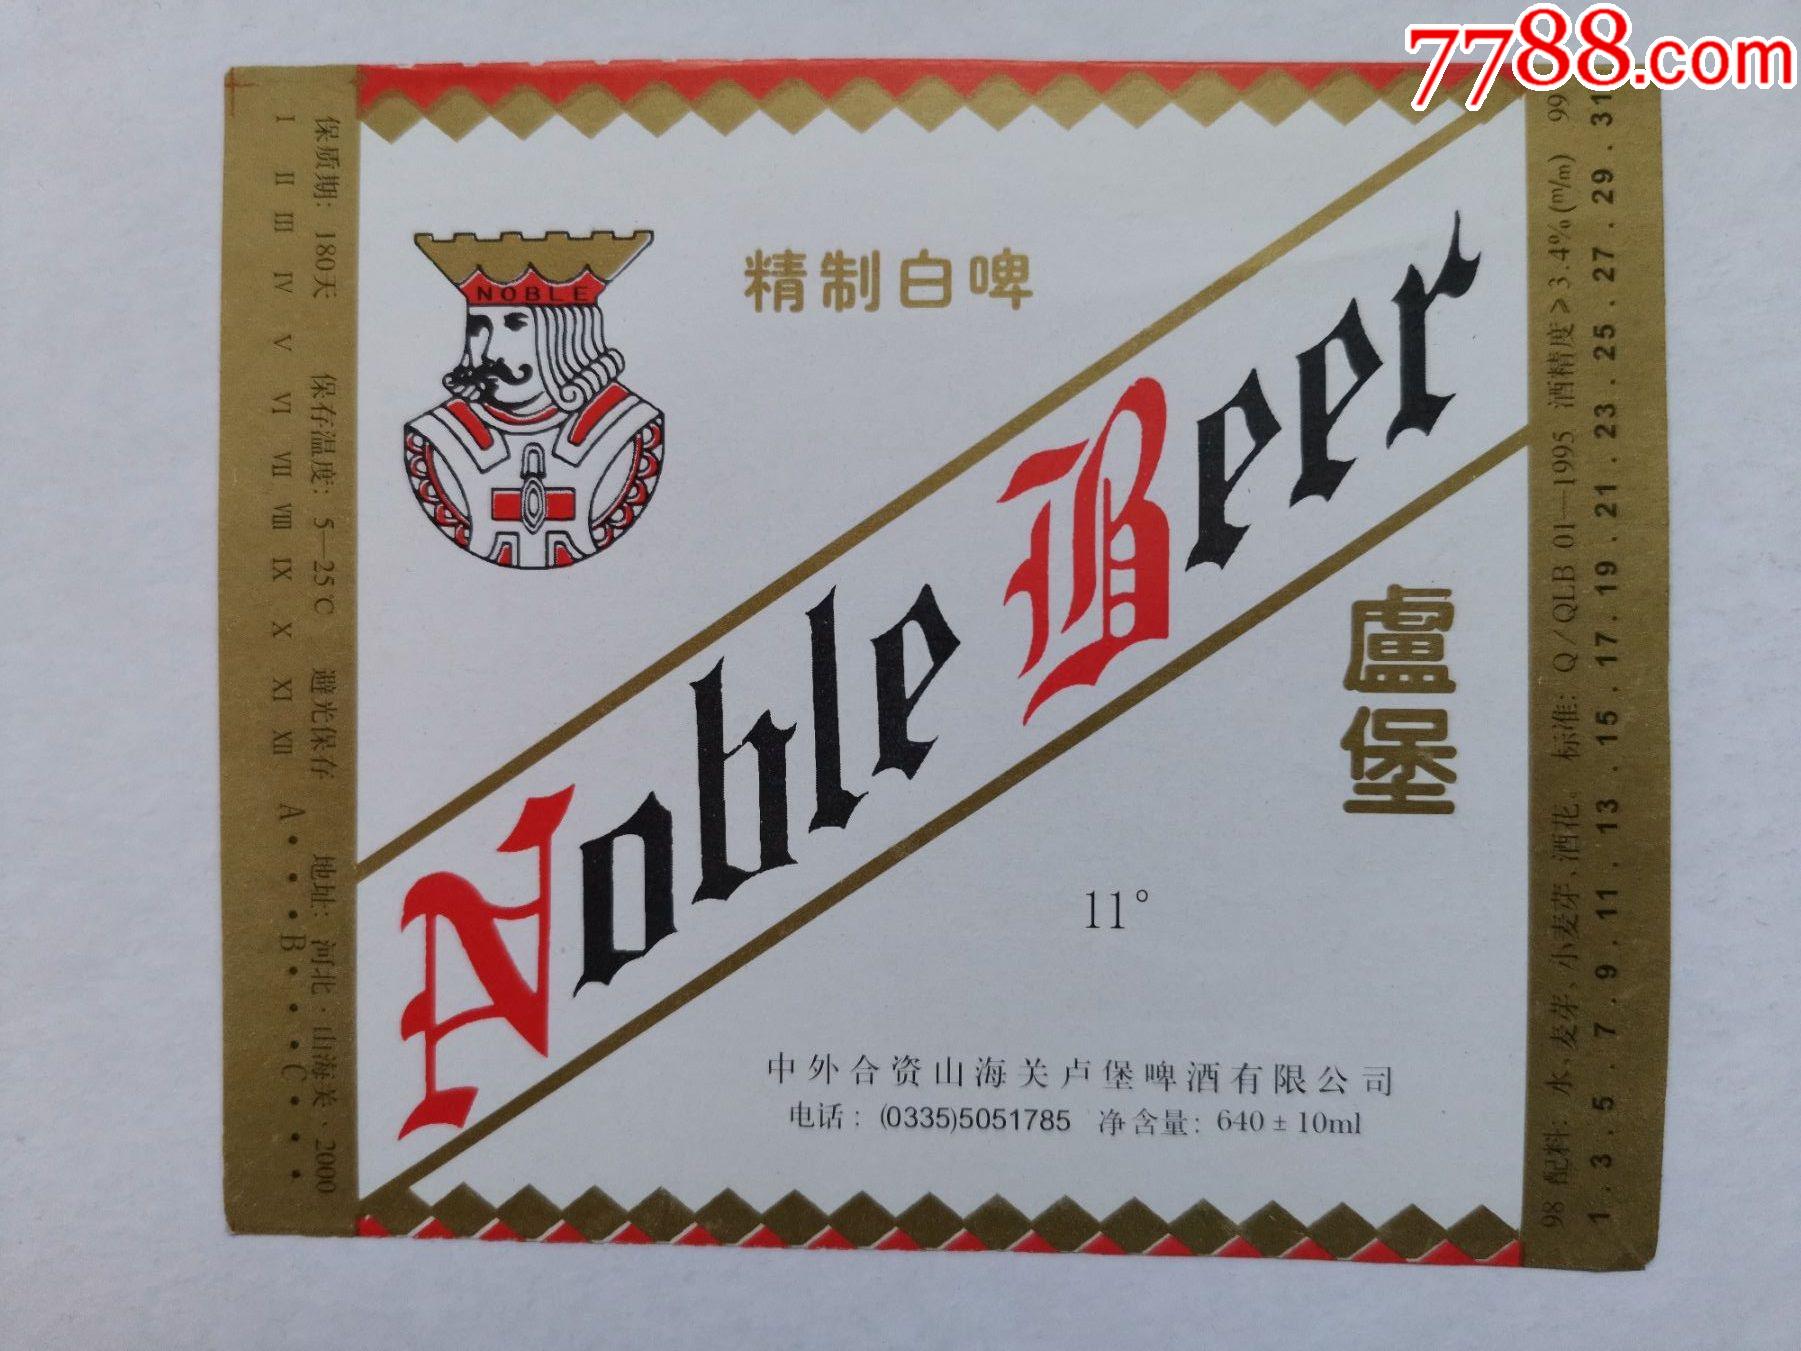 7788.com
I II III IV V VI VII VIII IX X XI XII A・・・B・・・・C・・・・
保质期：180天 保存温度：5—25℃ 避光保存 地址：河北·山海关·2000
NOBLE
精制白啤
Noble Beer
盧堡
11°
中外合资山海关卢堡啤酒有限公司
电话：(0335)5051785 净含量：640±10ml
98 配料：水、麦芽、小麦芽、酒花。标准：Q/QLB 01—1995 酒精度≥3.4%(m/m) 99
1.3.5.7.9.11.13.15.17.19.21.23.25.27.29.31